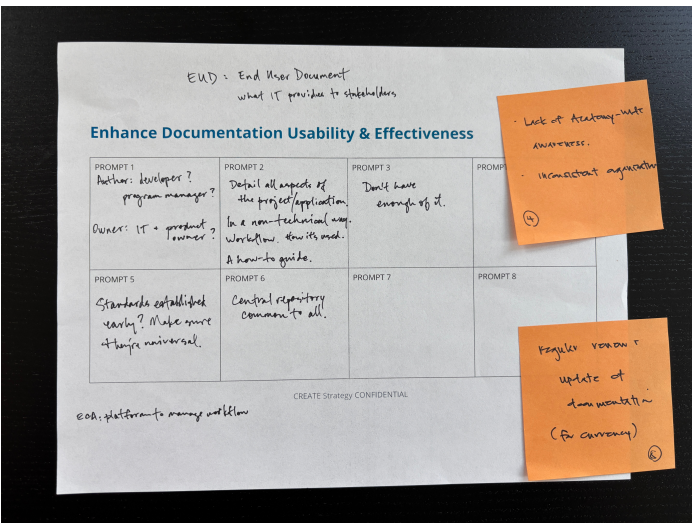 EUD: End User Document
what IT provides to stakeholders
Enhance Documentation Usability & Effectiveness
PROMPT 1
Author: developer?
program manager?
Owner: IT + product
owner?
PROMPT 2
Detail all aspects of
the project/application.
In a non-technical way.
Workflow. How it's used.
A how-to guide.
PROMPT 3
Don't have
enough of it.
PROMP
• Lack of Academy-wide
awareness.
• inconsistent organization
4
PROMPT 5
Standards established
early? Make sure
they're universal.
PROMPT 6
Central repository
common to all.
PROMPT 7
PROMPT 8
Regular review &
update of
documentation
(for currency)
CREATE Strategy CONFIDENTIAL
platform to manage workflow